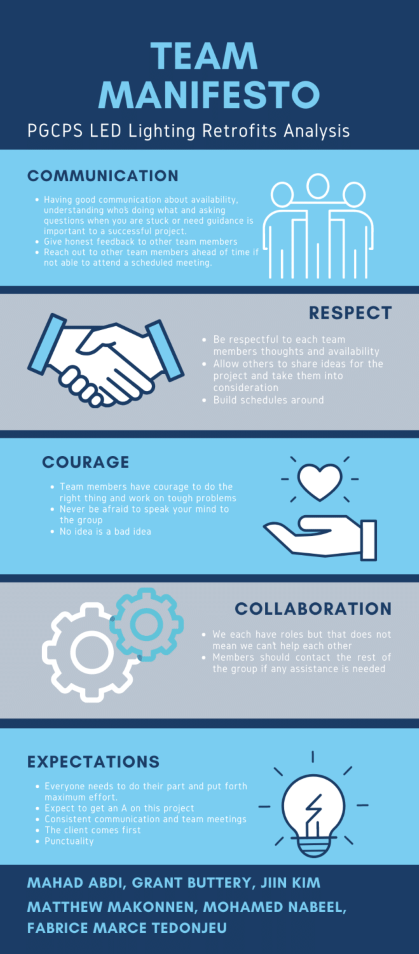 TEAM
MANIFESTO
PGCPS LED Lighting Retrofits Analysis
COMMUNICATION
• Having good communication about availability,
understanding who's doing what and asking
questions when you are stuck or need guidance is
important to a successful project.
• Give honest feedback to other team members
• Reach out to other team members ahead of time if
not able to attend a scheduled meeting.
RESPECT
• Be respectful to each team
members thoughts and availability
• Allow others to share ideas for the
project and take them into
consideration
• Build schedules around
COURAGE
• Team members have courage to do the
right thing and work on tough problems
• Never be afraid to speak your mind to
the group
• No idea is a bad idea
COLLABORATION
• We each have roles but that does not
mean we can't help each other
• Members should contact the rest of
the group if any assistance is needed
EXPECTATIONS
• Everyone needs to do their part and put forth
maximum effort.
• Expect to get an A on this project
• Consistent communication and team meetings
• The client comes first
• Punctuality
MAHAD ABDI, GRANT BUTTERY, JIIN KIM
MATTHEW MAKONNEN, MOHAMED NABEEL,
FABRICE MARCE TEDONJEU